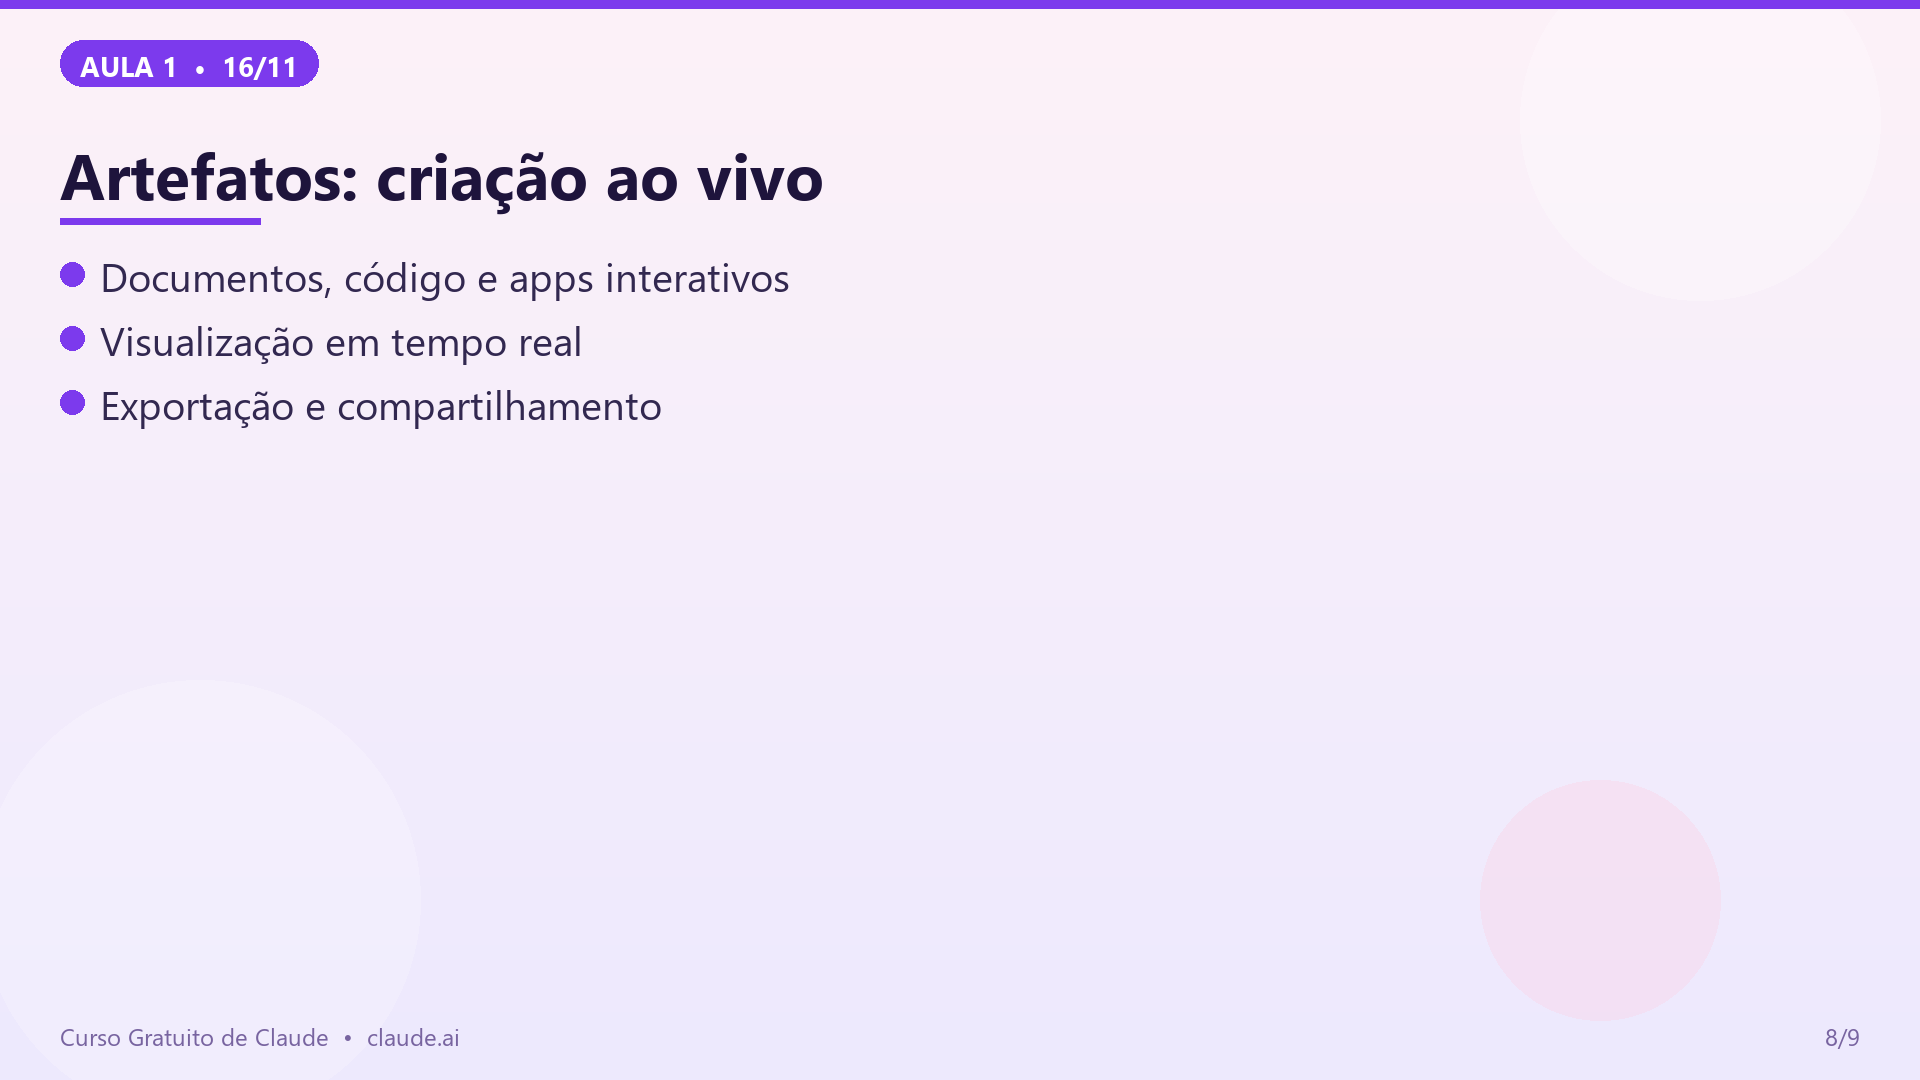 AULA 1 • 16/11
Artefatos: criação ao vivo
Documentos, código e apps interativos
Visualização em tempo real
Exportação e compartilhamento
Curso Gratuito de Claude • claude.ai
8/9